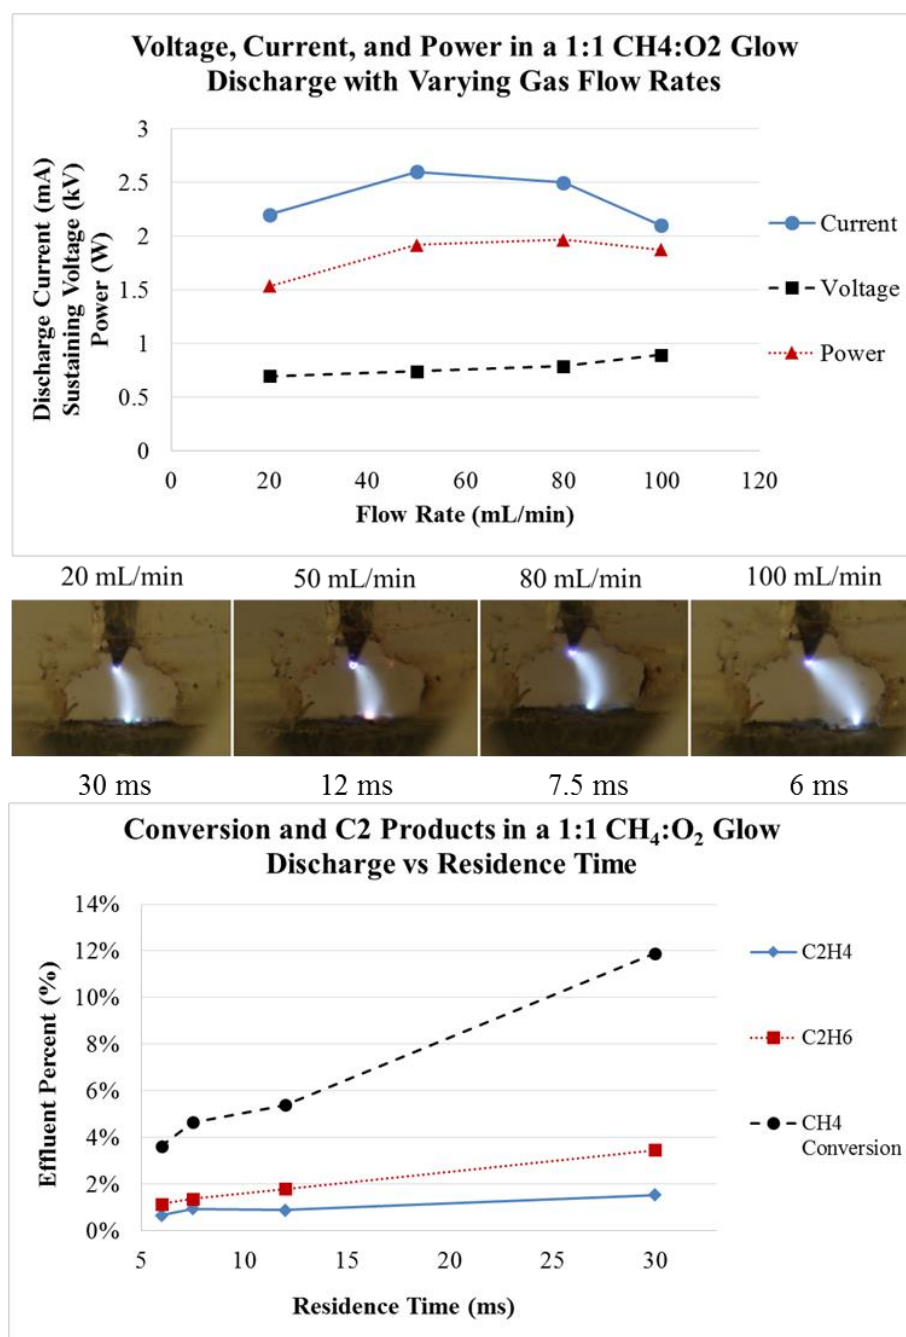 Voltage, Current, and Power in a 1:1 CH4:O2 Glow
Discharge with Varying Gas Flow Rates
Discharge Current (mA)
Sustaining Voltage (kV)
Power (W)
3
2.5
2
1.5
1
0.5
0
0 20 40 60 80 100 120
Flow Rate (mL/min)
Current
Voltage
Power
20 mL/min 50 mL/min 80 mL/min 100 mL/min
30 ms 12 ms 7.5 ms 6 ms
Conversion and C2 Products in a 1:1 CH₄:O₂ Glow
Discharge vs Residence Time
Effluent Percent (%)
14%
12%
10%
8%
6%
4%
2%
0%
5 10 15 20 25 30
Residence Time (ms)
C2H4
C2H6
CH4
Conversion